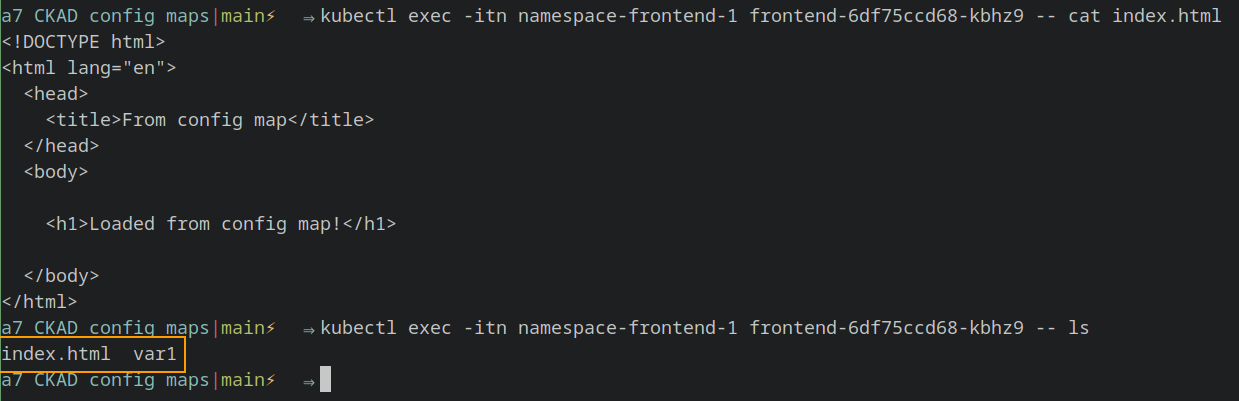 a7 CKAD config maps|main⚡ ⇒kubectl exec -itn namespace-frontend-1 frontend-6df75ccd68-kbhz9 -- cat index.html
<!DOCTYPE html>
<html lang="en">
  <head>
    <title>From config map</title>
  </head>
  <body>
    <h1>Loaded from config map!</h1>
  </body>
</html>
a7 CKAD config maps|main⚡ ⇒kubectl exec -itn namespace-frontend-1 frontend-6df75ccd68-kbhz9 -- ls
index.html  var1
a7 CKAD config maps|main⚡ ⇒